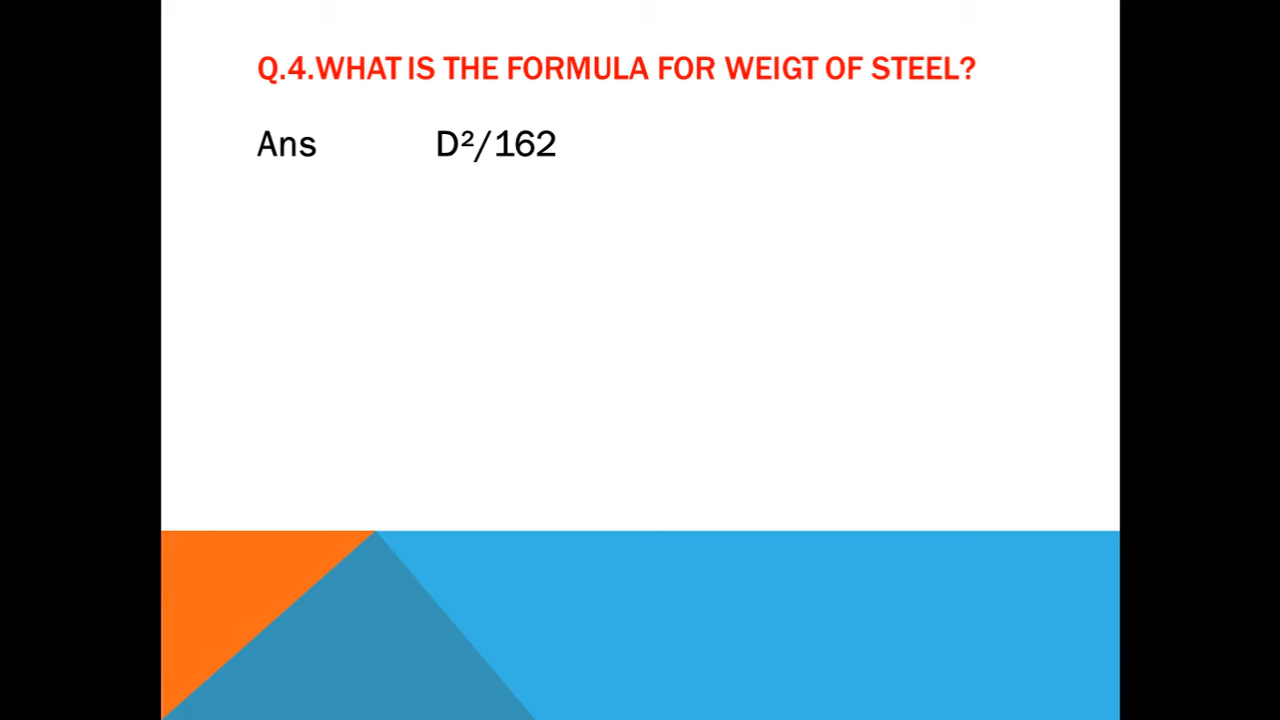 Q.4.WHAT IS THE FORMULA FOR WEIGT OF STEEL?
Ans D²/162